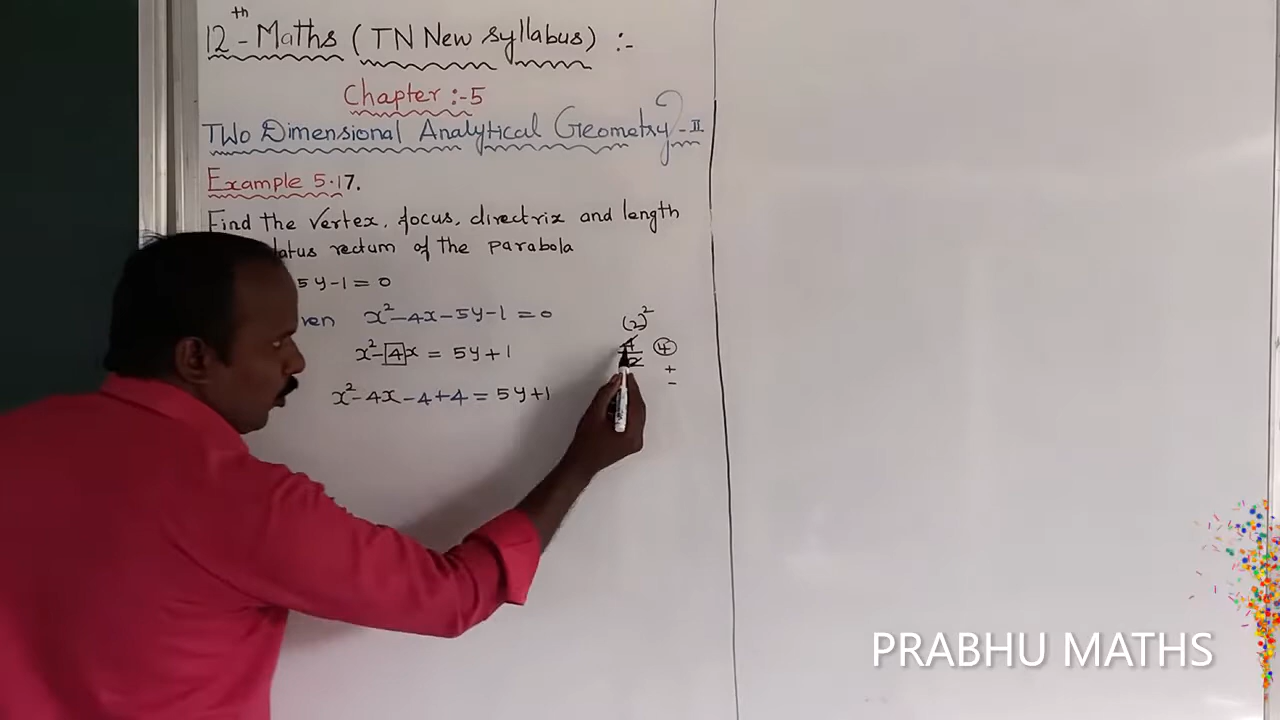 12th - Maths (TN New syllabus) :-
Chapter :- 5
Two Dimensional Analytical Geometry - II
Example 5.17.
Find the vertex, focus, directrix and length
latus rectum of the parabola
5y-1=0
x²-4x-5y-1=0
x²-4x = 5y+1
x²-4x-4+4=5y+1
(2)²
4/2 4
+
-
PRABHU MATHS